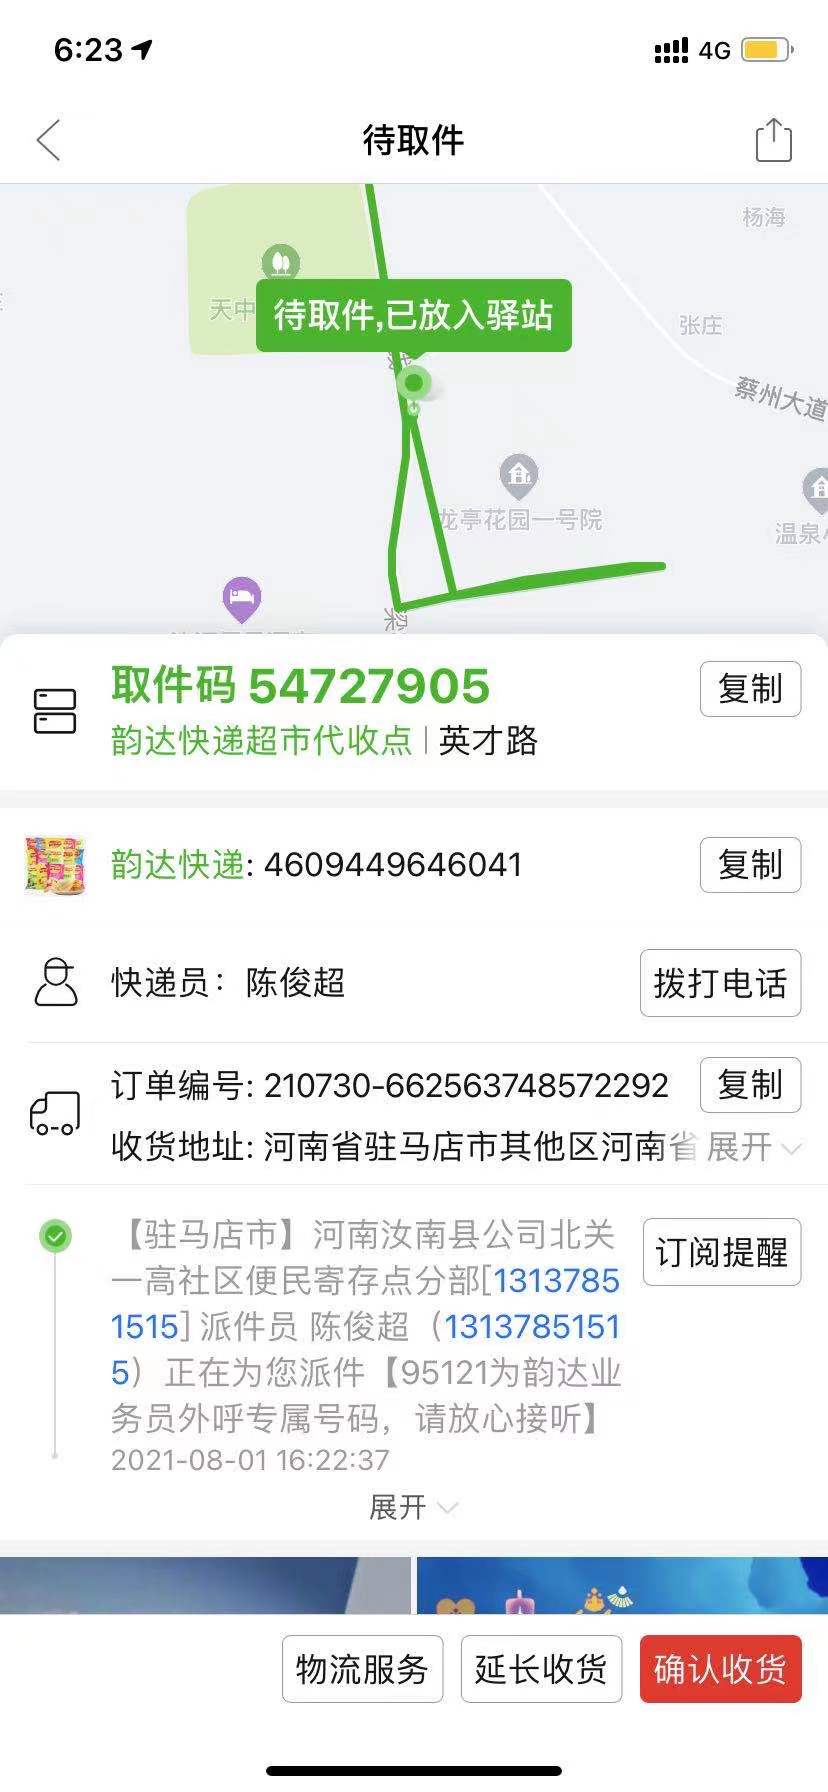 6:23
4G
待取件
杨海
天中
待取件,已放入驿站
张庄
蔡州大道
龙亭花园一号院
温泉
梁
取件码 54727905
复制
韵达快递超市代收点 | 英才路
韵达快递: 4609449646041
复制
快递员： 陈俊超
拨打电话
订单编号: 210730-662563748572292
复制
收货地址: 河南省驻马店市其他区河南省 展开
【驻马店市】河南汝南县公司北关
一高社区便民寄存点分部[1313785
1515] 派件员 陈俊超（1313785151
5）正在为您派件【95121为韵达业
务员外呼专属号码，请放心接听】
订阅提醒
2021-08-01 16:22:37
展开
物流服务
延长收货
确认收货